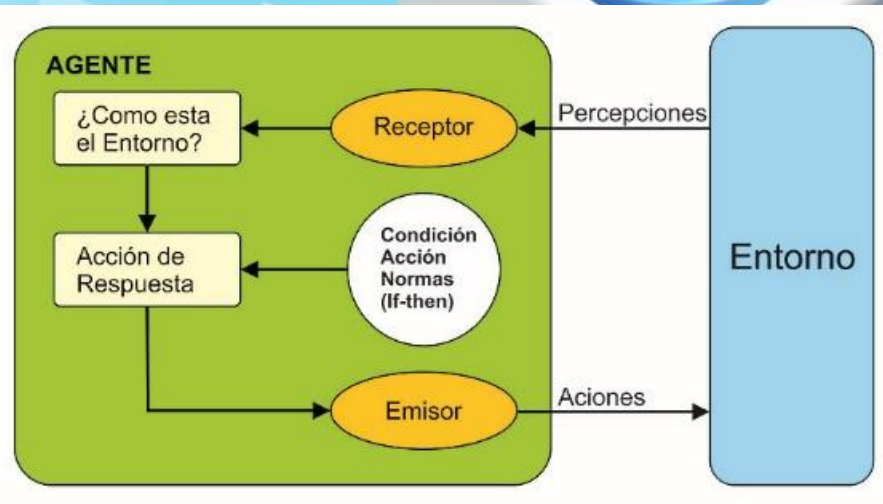 AGENTE
¿Como esta
el Entorno?
Receptor
Percepciones
Acción de
Respuesta
Condición
Acción
Normas
(If-then)
Entorno
Emisor
Aciones